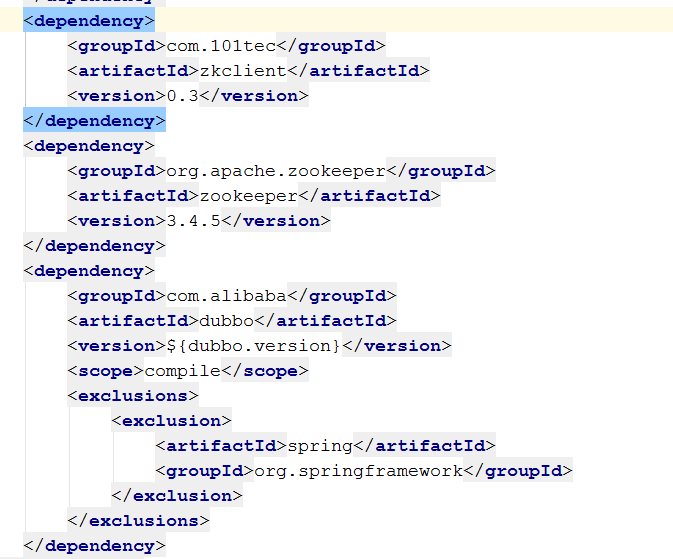 </dependency>
<dependency>
<groupId>com.101tec</groupId>
<artifactId>zkclient</artifactId>
<version>0.3</version>
</dependency>
<dependency>
<groupId>org.apache.zookeeper</groupId>
<artifactId>zookeeper</artifactId>
<version>3.4.5</version>
</dependency>
<dependency>
<groupId>com.alibaba</groupId>
<artifactId>dubbo</artifactId>
<version>${dubbo.version}</version>
<scope>compile</scope>
<exclusions>
<exclusion>
<artifactId>spring</artifactId>
<groupId>org.springframework</groupId>
</exclusion>
</exclusions>
</dependency>